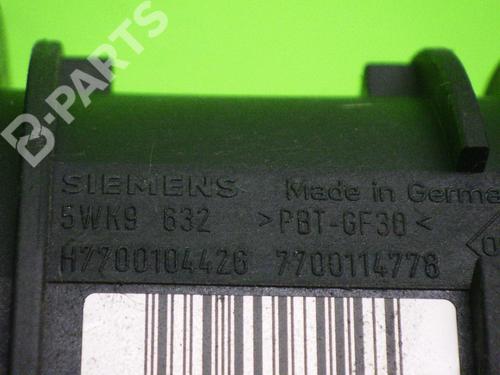 B-PARTS
SIEMENS Made in Germa
5WK9 632 >PBT-GF30<
H7700104426 7700114778